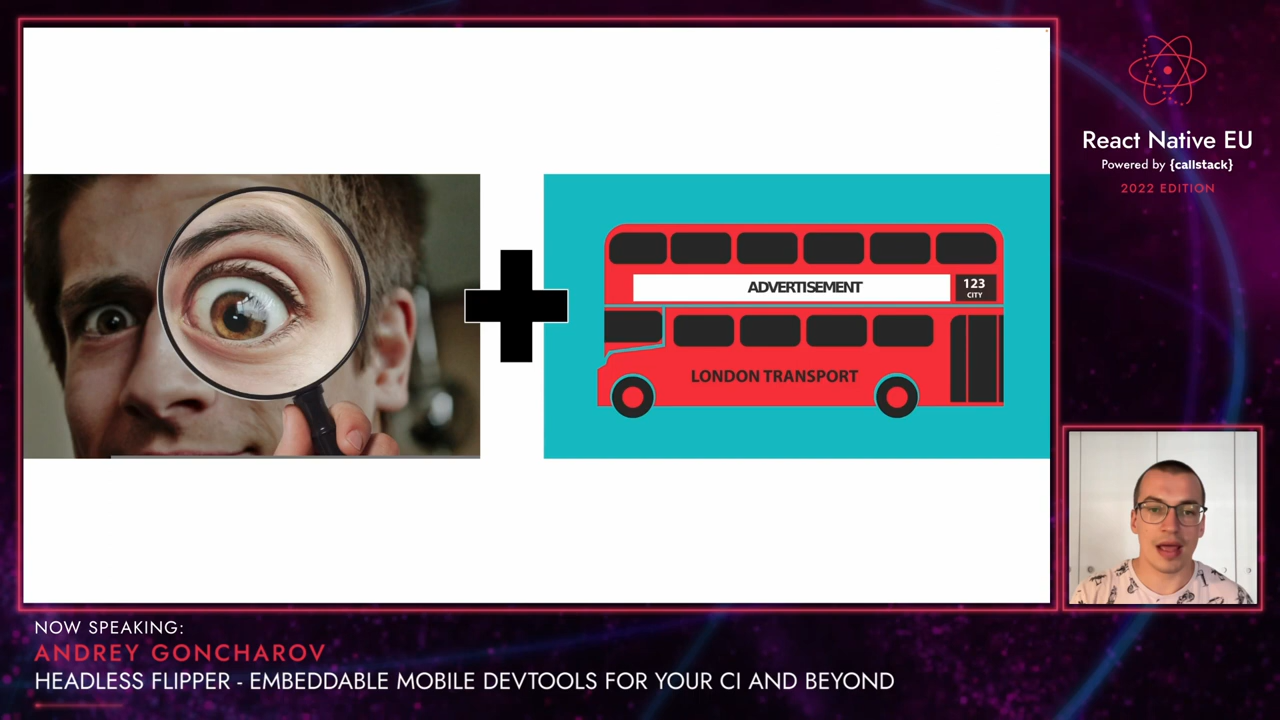 ADVERTISEMENT
123
CITY
LONDON TRANSPORT
React Native EU
Powered by {callstack}
2022 EDITION
NOW SPEAKING:
ANDREY GONCHAROV
HEADLESS FLIPPER - EMBEDDABLE MOBILE DEVTOOLS FOR YOUR CI AND BEYOND